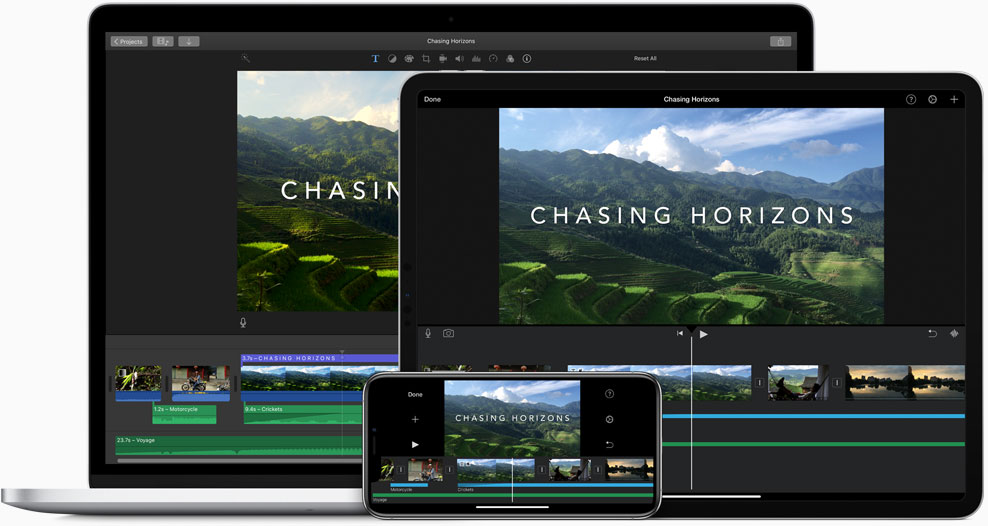 Projects
Chasing Horizons
Reset All
CHASIN
3.7s – CHASING HORIZONS
1.2s – Motorcycle
9.6s – Crickets
23.7s – Voyage
Done
Chasing Horizons
CHASING HORIZONS
Done
CHASING HORIZONS
Motorcycle
Crickets
Voyage